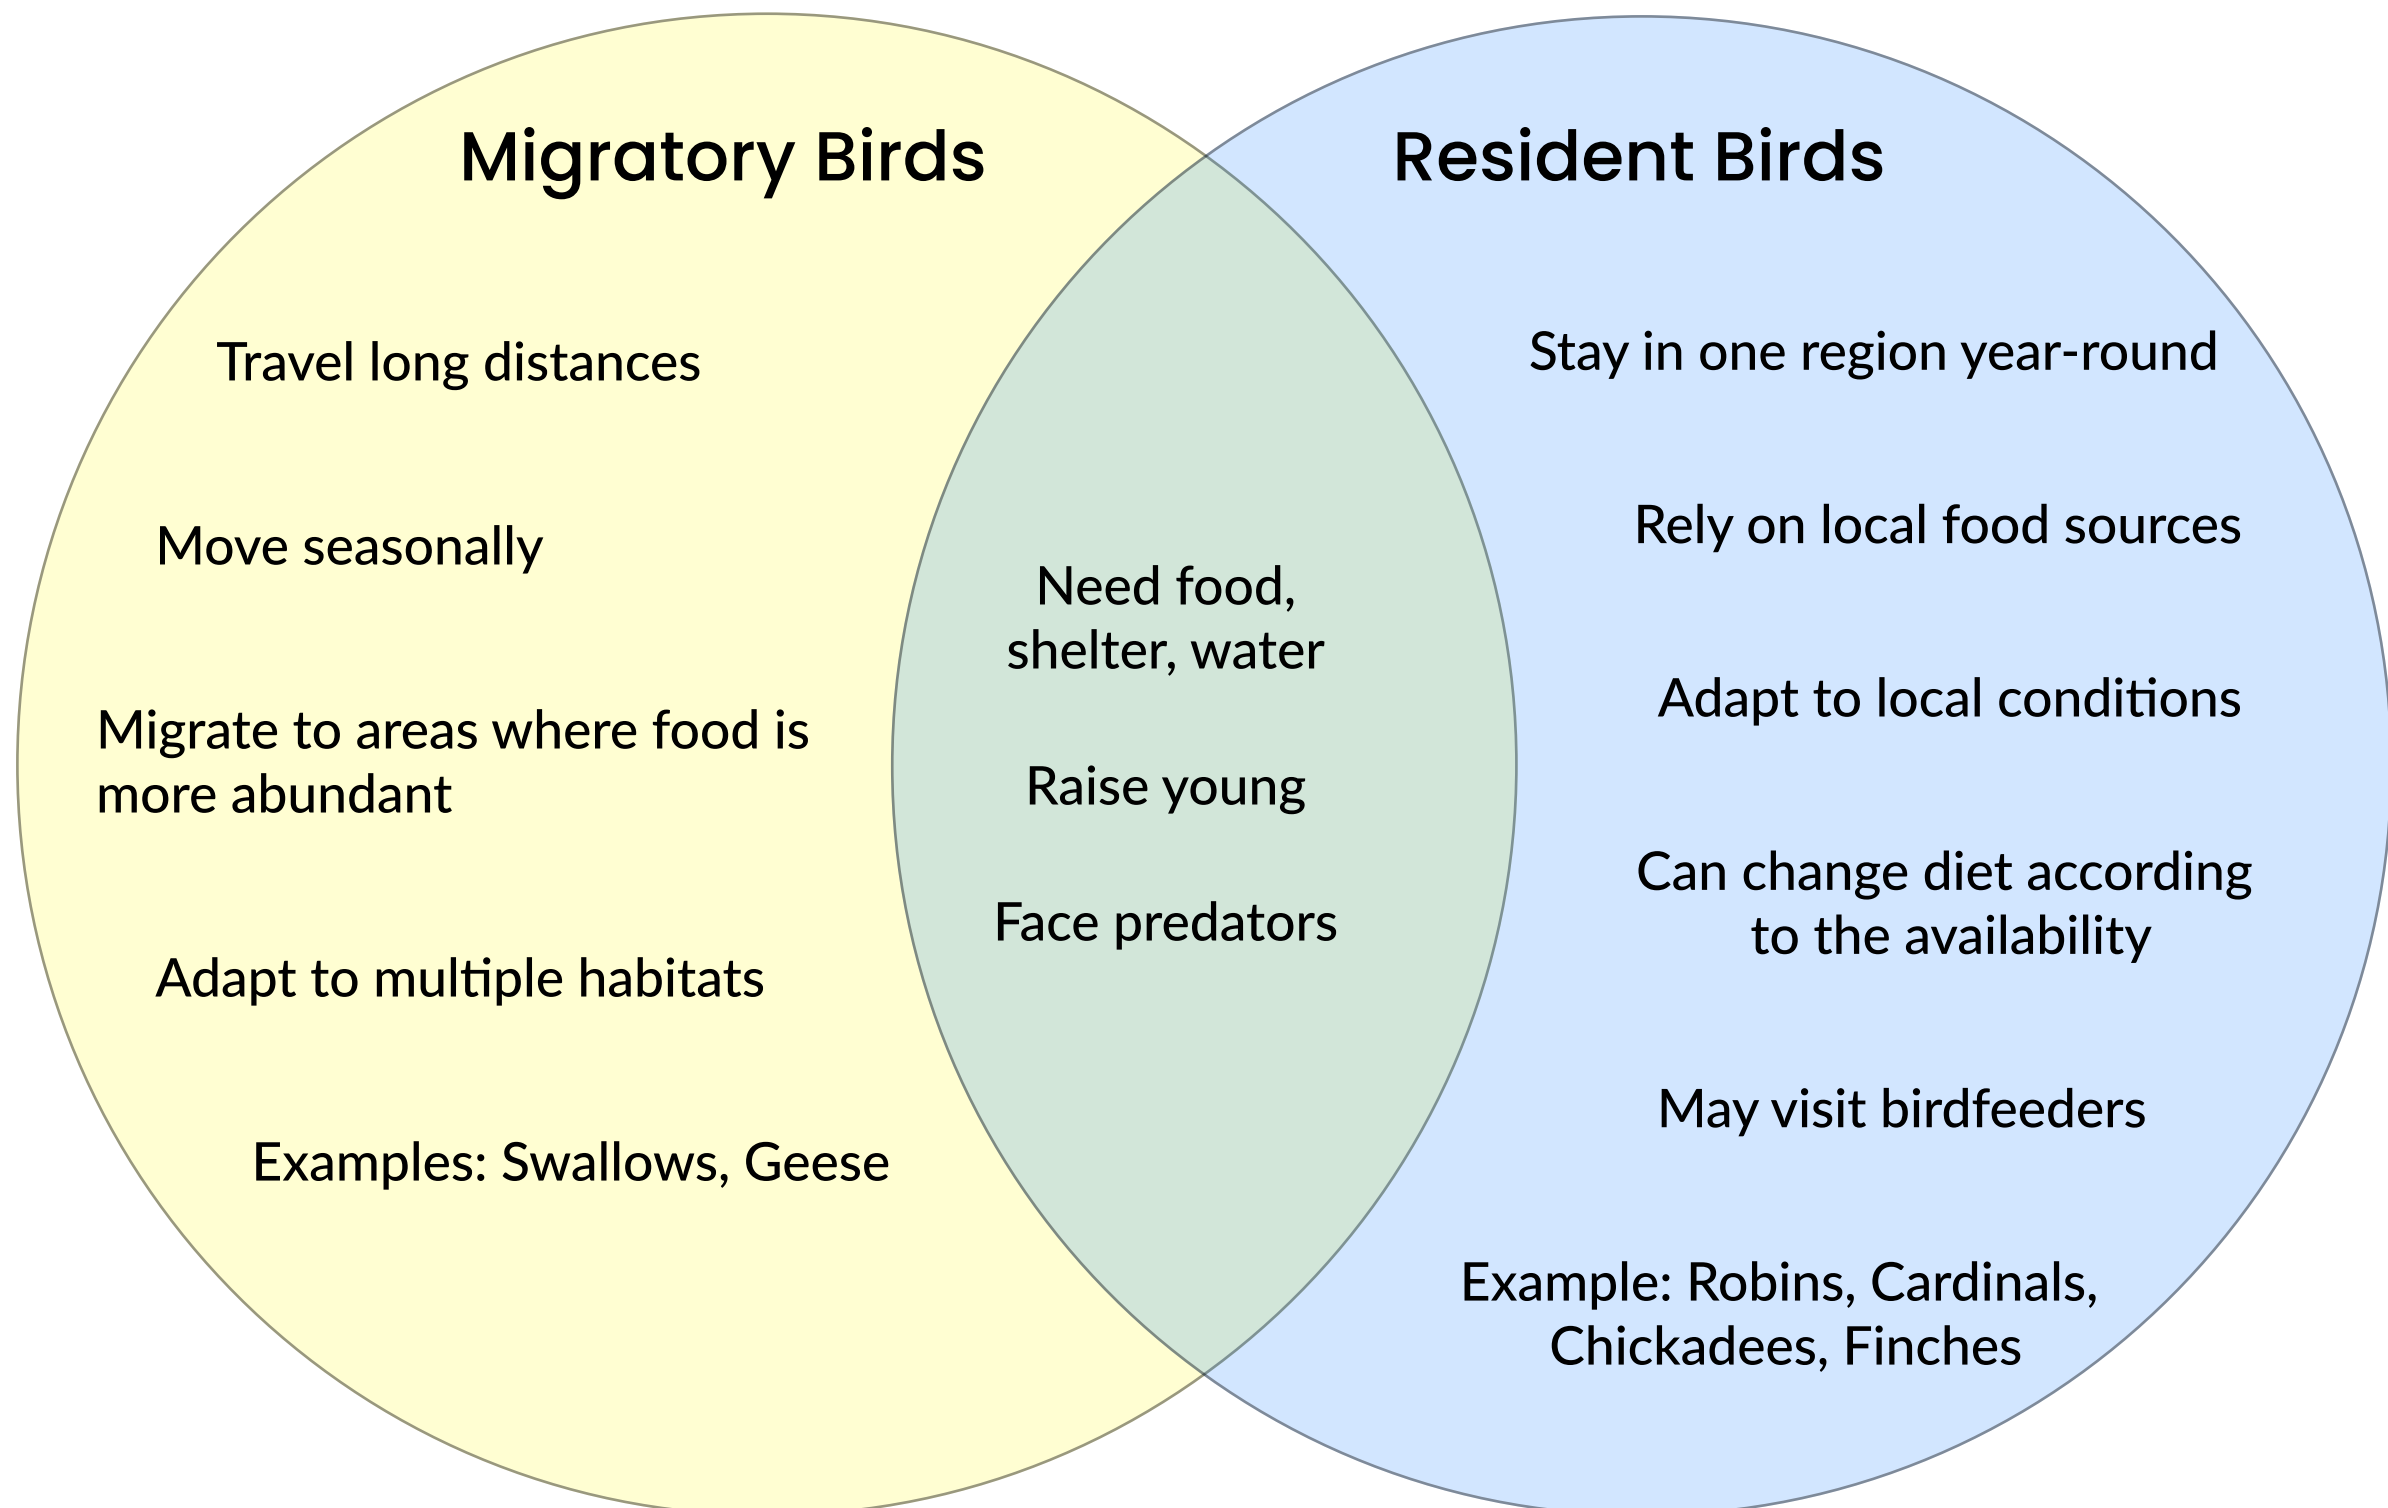 Migratory Birds
Travel long distances
Move seasonally
Migrate to areas where food is
more abundant
Adapt to multiple habitats
Examples: Swallows, Geese
Need food,
shelter, water
Raise young
Face predators
Resident Birds
Stay in one region year-round
Rely on local food sources
Adapt to local conditions
Can change diet according
to the availability
May visit birdfeeders
Example: Robins, Cardinals,
Chickadees, Finches